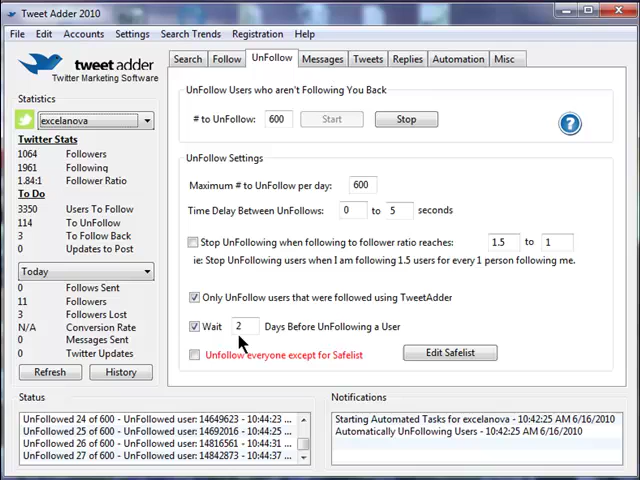 Tweet Adder 2010
File Edit Accounts Settings Search Trends Registration Help
tweet adder
Twitter Marketing Software
Search Follow UnFollow Messages Tweets Replies Automation Misc
Statistics
excelanova
Twitter Stats
1064 Followers
1961 Following
1.84:1 Follower Ratio
To Do
3350 Users To Follow
114 To UnFollow
3 To Follow Back
0 Updates to Post
Today
0 Follows Sent
11 Followers
3 Followers Lost
N/A Conversion Rate
0 Messages Sent
0 Twitter Updates
Refresh History
UnFollow Users who aren't Following You Back
# to UnFollow: 600 Start Stop
?
UnFollow Settings
Maximum # to UnFollow per day: 600
Time Delay Between UnFollows: 0 to 5 seconds
Stop UnFollowing when following to follower ratio reaches: 1.5 to 1
ie: Stop UnFollowing users when I am following 1.5 users for every 1 person following me.
Only UnFollow users that were followed using TweetAdder
Wait 2 Days Before UnFollowing a User
Unfollow everyone except for Safelist Edit Safelist
Status
UnFollowed 24 of 600 - UnFollowed user: 14649623 - 10:44:23 ...
UnFollowed 25 of 600 - UnFollowed user: 14692016 - 10:44:25 ...
UnFollowed 26 of 600 - UnFollowed user: 14816561 - 10:44:31 ...
UnFollowed 27 of 600 - UnFollowed user: 14842873 - 10:44:37 ...
Notifications
Starting Automated Tasks for excelanova - 10:42:25 AM 6/16/2010
Automatically UnFollowing Users - 10:42:25 AM 6/16/2010